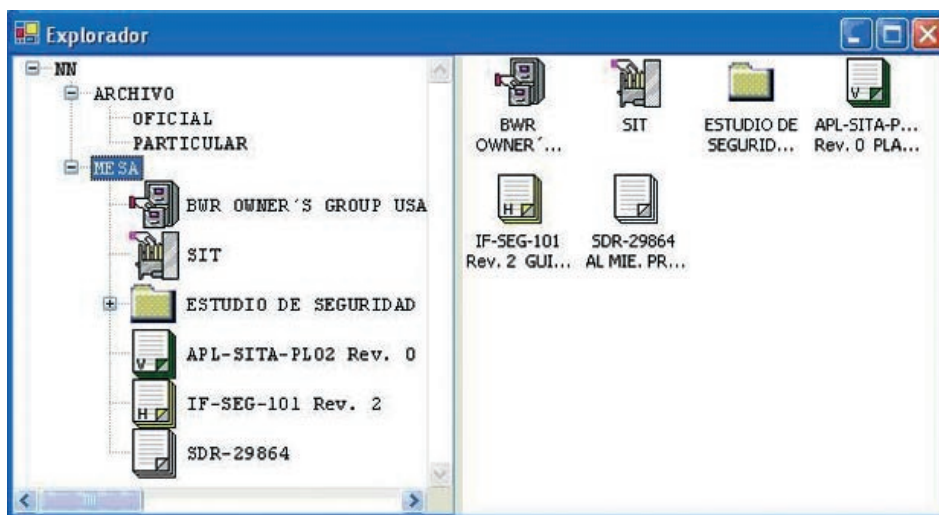 Explorador
NN
ARCHIVO
OFICIAL
PARTICULAR
MESA
BWR OWNER´S GROUP USA
SIT
ESTUDIO DE SEGURIDAD
V
APL-SITA-PL02 Rev. 0
H
IF-SEG-101 Rev. 2
SDR-29864
BWR
OWNER´...
SIT
ESTUDIO DE
SEGURID...
V
APL-SITA-P...
Rev. 0 PLA...
H
IF-SEG-101
Rev. 2 GUI...
SDR-29864
AL MIE. PR...